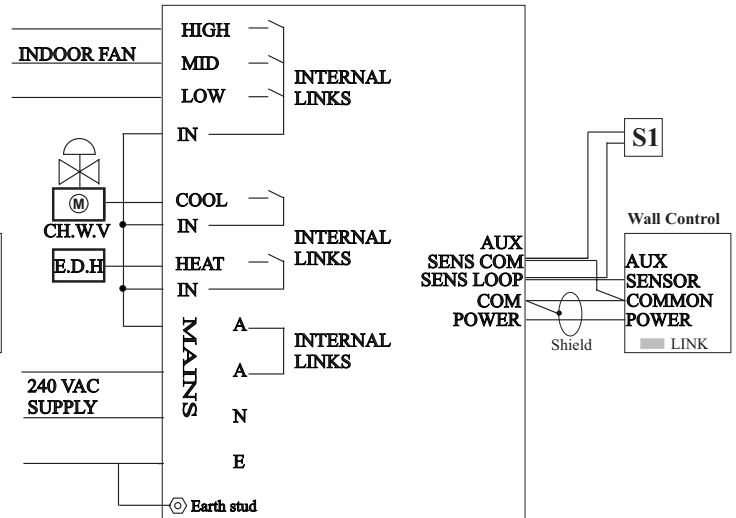 HIGH
INDOOR FAN
MID
LOW
INTERNAL
LINKS
IN
M
CH.W.V
COOL
IN
INTERNAL
LINKS
E.D.H
HEAT
IN
MAINS
A
A
INTERNAL
LINKS
240 VAC
SUPPLY
N
E
Earth stud
S1
AUX
SENS COM
SENS LOOP
COM
POWER
Shield
Wall Control
AUX
SENSOR
COMMON
POWER
LINK